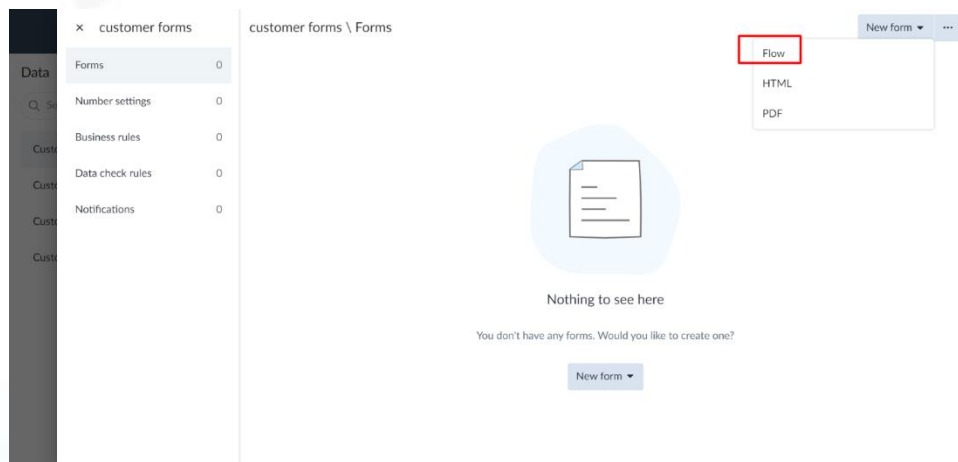 × customer forms
customer forms \ Forms
New form
...
Forms 0
Flow
Data
HTML
Number settings 0
PDF
Business rules 0
Data check rules 0
Notifications 0
Nothing to see here
You don't have any forms. Would you like to create one?
New form